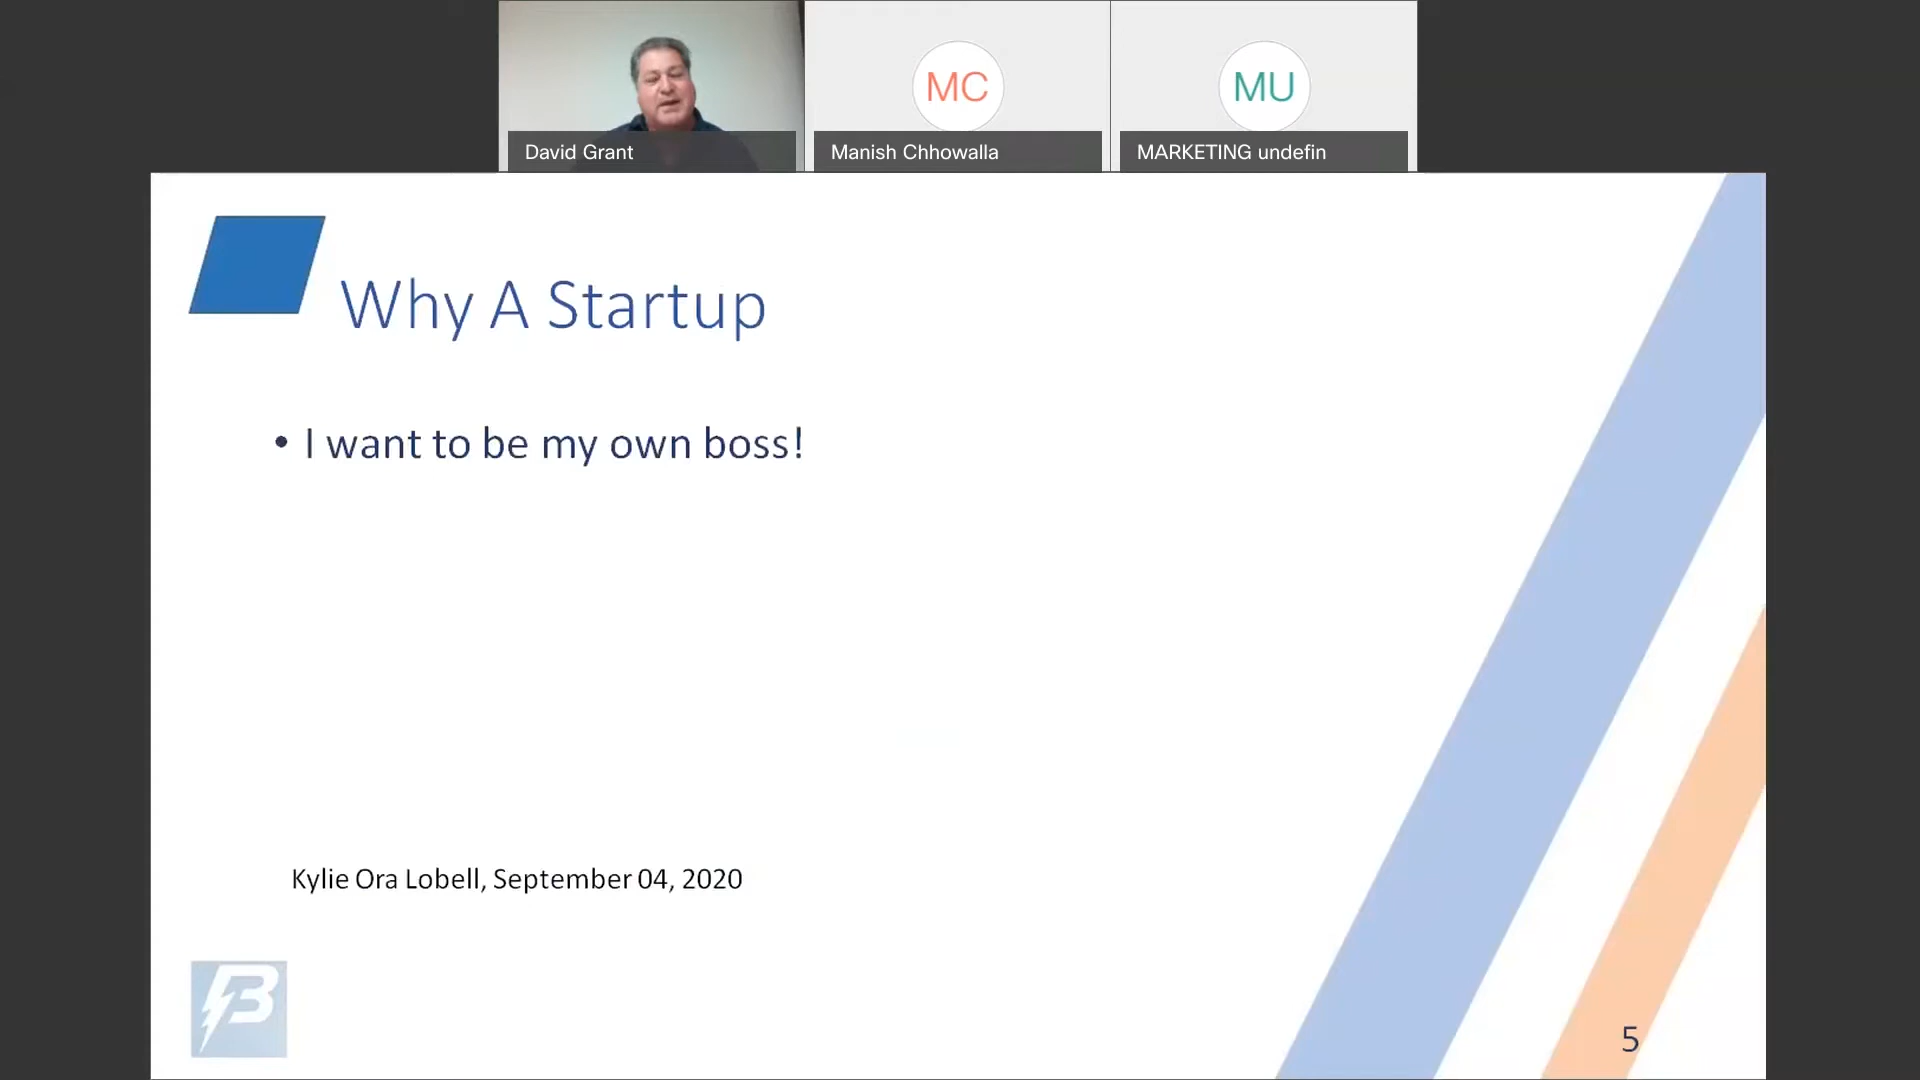 MC
MU
David Grant
Manish Chhowalla
MARKETING undefin
Why A Startup
• I want to be my own boss!
Kylie Ora Lobell, September 04, 2020
B
5